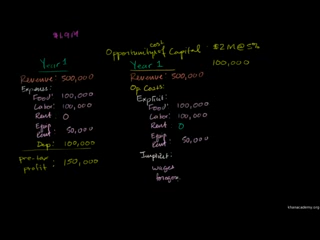 cost
Opportunity of Capital · $2M @ 5%
100,000
Year 1
Revenue: 500,000
Expenses:
Food: 100,000
Labor: 100,000
Rent 0
Equip
Rent: 50,000
Dep: 100,000
pre-tax
profit: 150,000
Year 1
Revenue: 500,000
Op. Costs:
Explicit:
Food: 100,000
Labor: 100,000
Rent 0
Equip
Rent: 50,000
Implicit:
wages
foregone
khanacademy.org